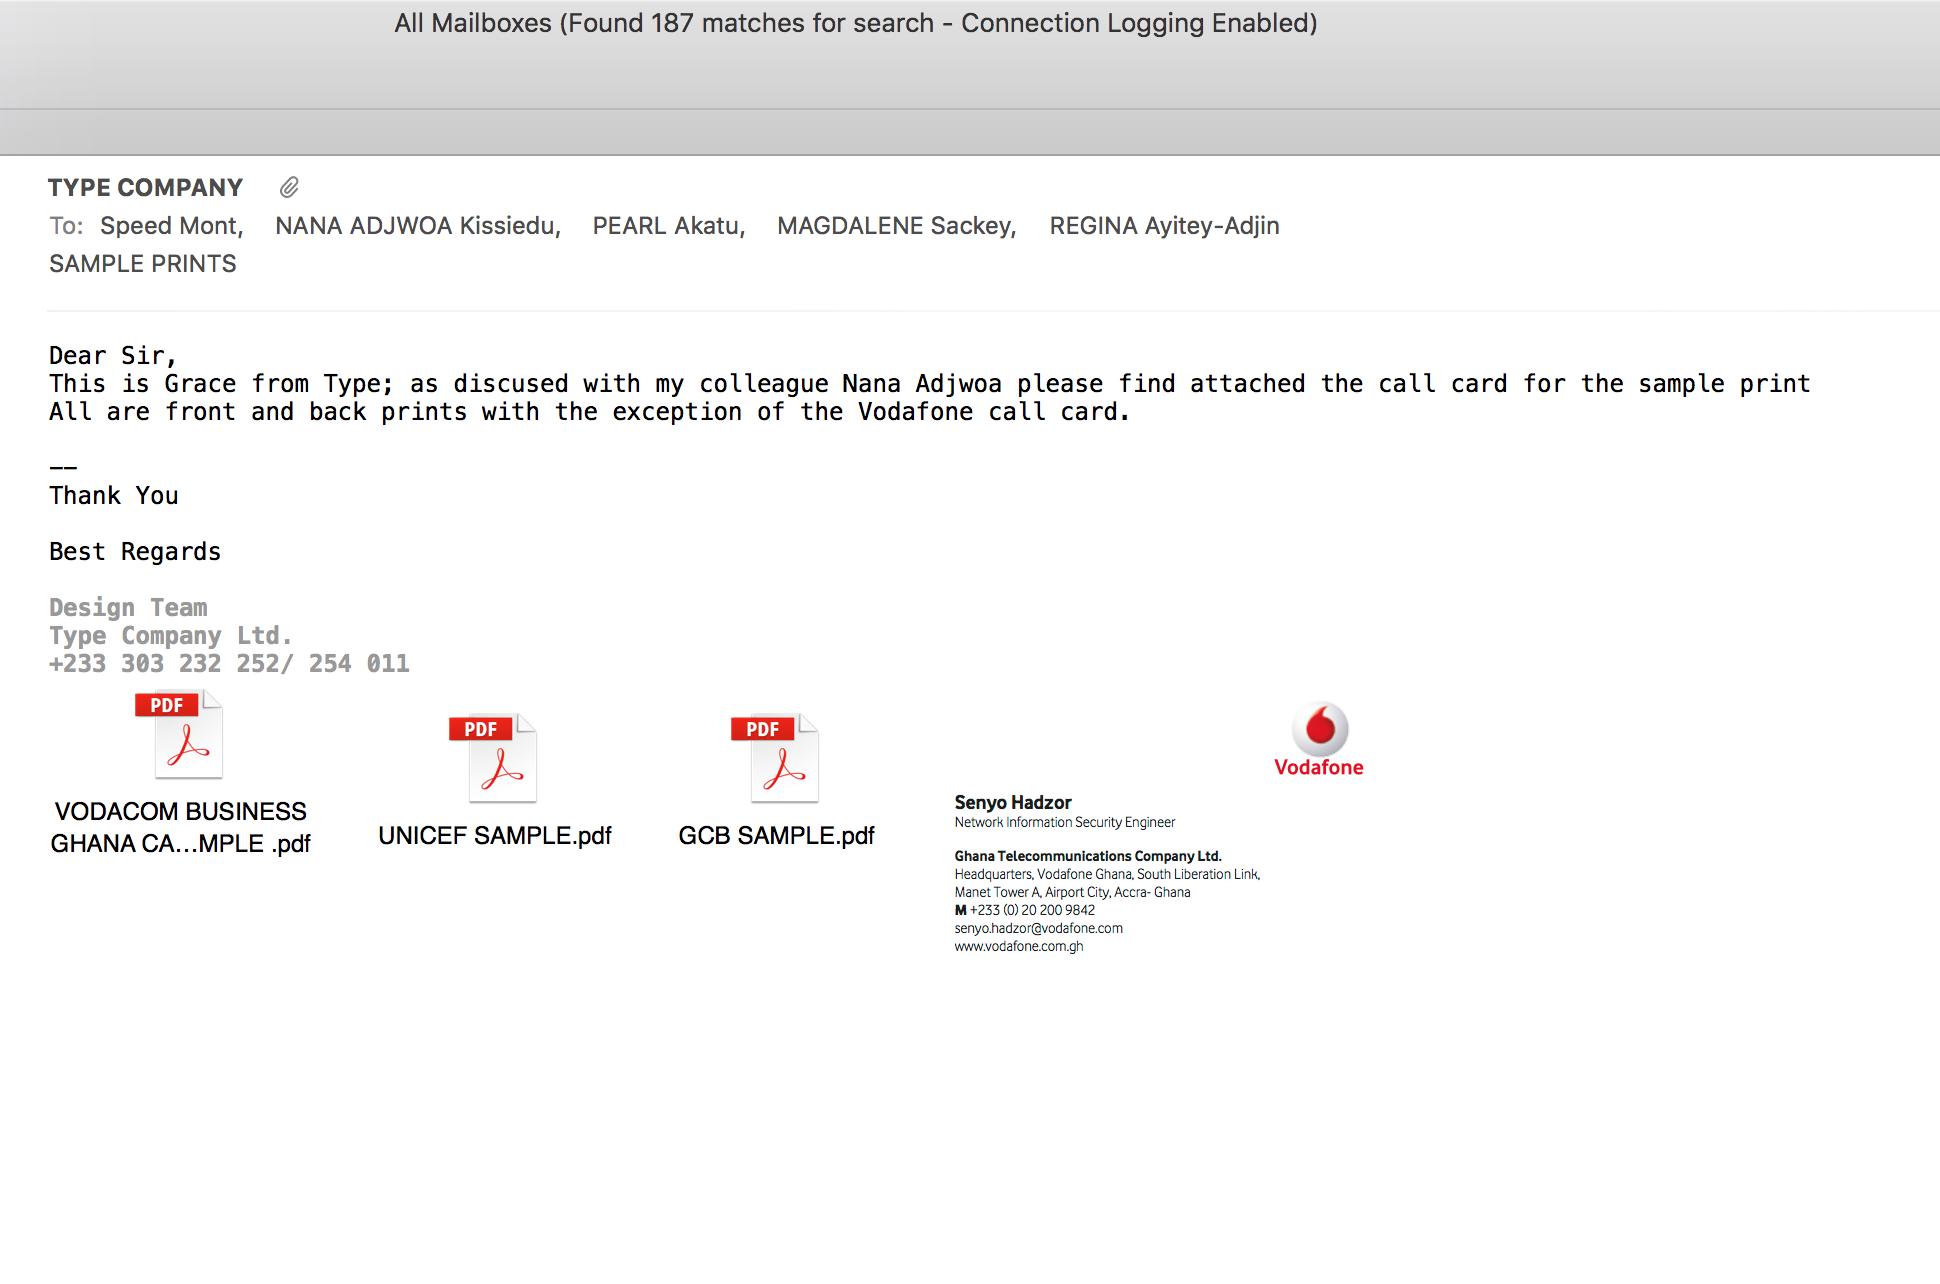 All Mailboxes (Found 187 matches for search - Connection Logging Enabled)
TYPE COMPANY
To: Speed Mont, NANA ADJWOA Kissiedu, PEARL Akatu, MAGDALENE Sackey, REGINA Ayitey-Adjin
SAMPLE PRINTS
Dear Sir,
This is Grace from Type; as discused with my colleague Nana Adjwoa please find attached the call card for the sample print
All are front and back prints with the exception of the Vodafone call card.
--
Thank You
Best Regards
Design Team
Type Company Ltd.
+233 303 232 252/ 254 011
PDF
VODACOM BUSINESS
GHANA CA...MPLE .pdf
PDF
UNICEF SAMPLE.pdf
PDF
GCB SAMPLE.pdf
Vodafone
Senyo Hadzor
Network Information Security Engineer
Ghana Telecommunications Company Ltd.
Headquarters, Vodafone Ghana, South Liberation Link,
Manet Tower A, Airport City, Accra- Ghana
M +233 (0) 20 200 9842
senyo.hadzor@vodafone.com
www.vodafone.com.gh